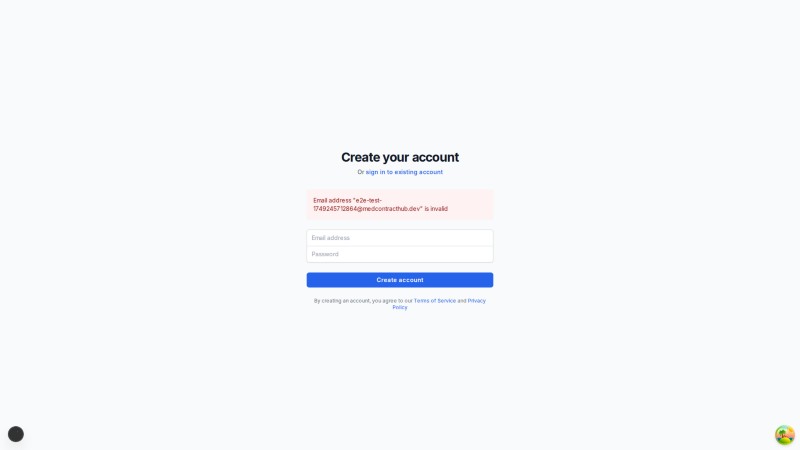 Create your account
Or sign in to existing account
Email address "e2e-test-
1749245712864@medcontracthub.dev" is invalid
Email address
Password
Create account
By creating an account, you agree to our Terms of Service and Privacy
Policy